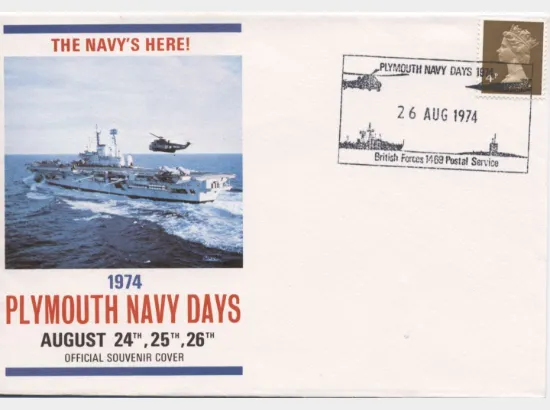 THE NAVY'S HERE!
1974
PLYMOUTH NAVY DAYS
AUGUST 24TH, 25TH, 26TH
OFFICIAL SOUVENIR COVER
PLYMOUTH NAVY DAYS 1974
26 AUG 1974
British Forces 1469 Postal Service